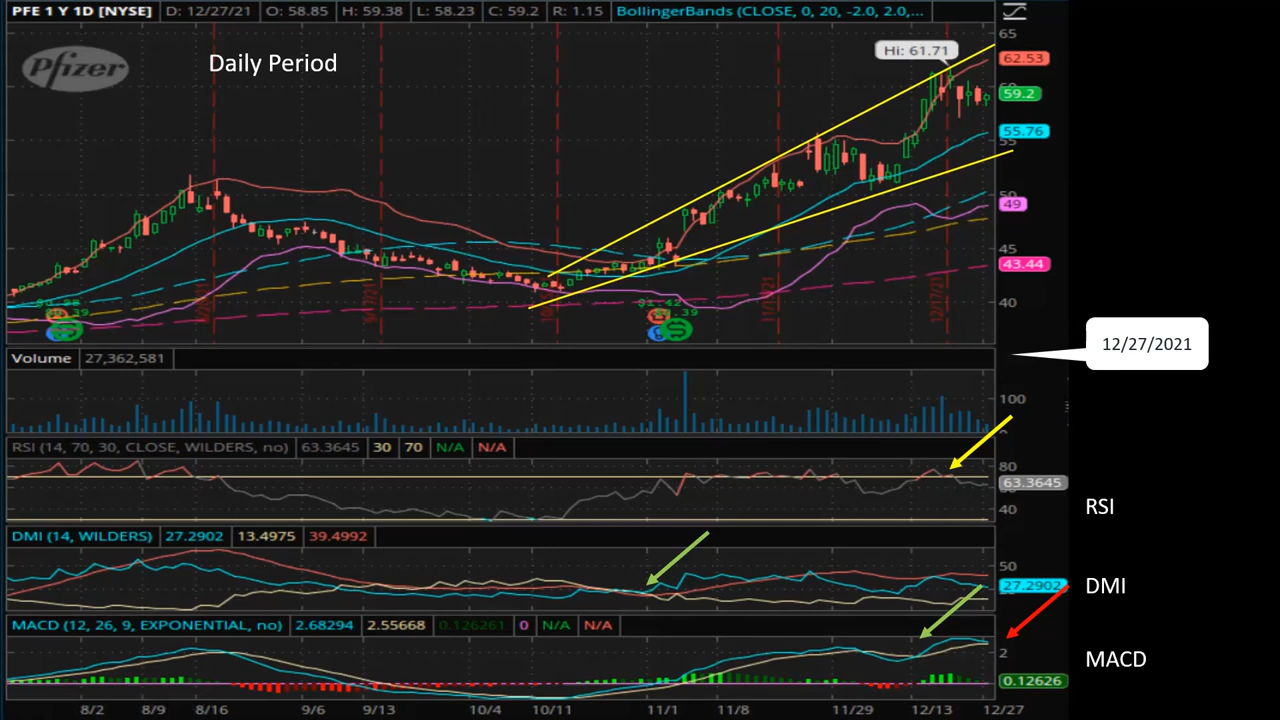 PFE 1 Y 1D [NYSE] D: 12/27/21 O: 58.85 H: 59.38 L: 58.23 C: 59.2 R: 1.15 BollingerBands (CLOSE, 0, 20, -2.0, 2.0,...
Pfizer
Daily Period
Hi: 61.71
65
62.53
59.2
55
55.76
50
49
45
43.44
40
12/27/2021
Volume 27,362,581
100
RSI (14, 70, 30, CLOSE, WILDERS, no) 63.3645 30 70 N/A N/A
80
63.3645
40
RSI
DMI (14, WILDERS) 27.2902 13.4975 39.4992
50
27.2902
DMI
MACD (12, 26, 9, EXPONENTIAL, no) 2.68294 2.55668 0.126261 0 N/A N/A
2
MACD
0.12626
8/2 8/9 8/16 9/6 9/13 10/4 10/11 11/1 11/8 11/29 12/13 12/27